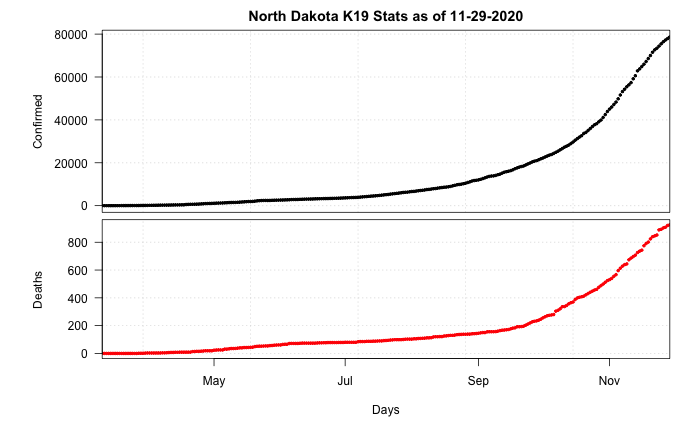 North Dakota K19 Stats as of 11-29-2020
80000
60000
40000
20000
0
Confirmed
800
600
400
200
0
Deaths
May Jul Sep Nov
Days